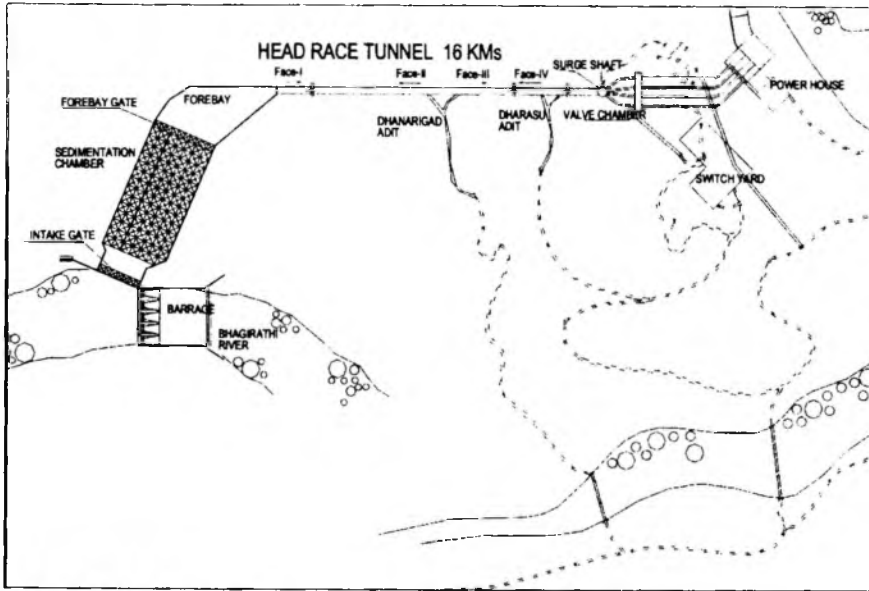 HEAD RACE TUNNEL 16 KMs
Face-I
Face-II
Face-III
Face-IV
SURGE SHAFT
POWER HOUSE
FOREBAY GATE
FOREBAY
DHANARIGAD
ADIT
DHARASU
ADIT
VALVE CHAMBER
SEDIMENTATION
CHAMBER
SWITCH YARD
INTAKE GATE
BARRAGE
BHAGIRATHI
RIVER